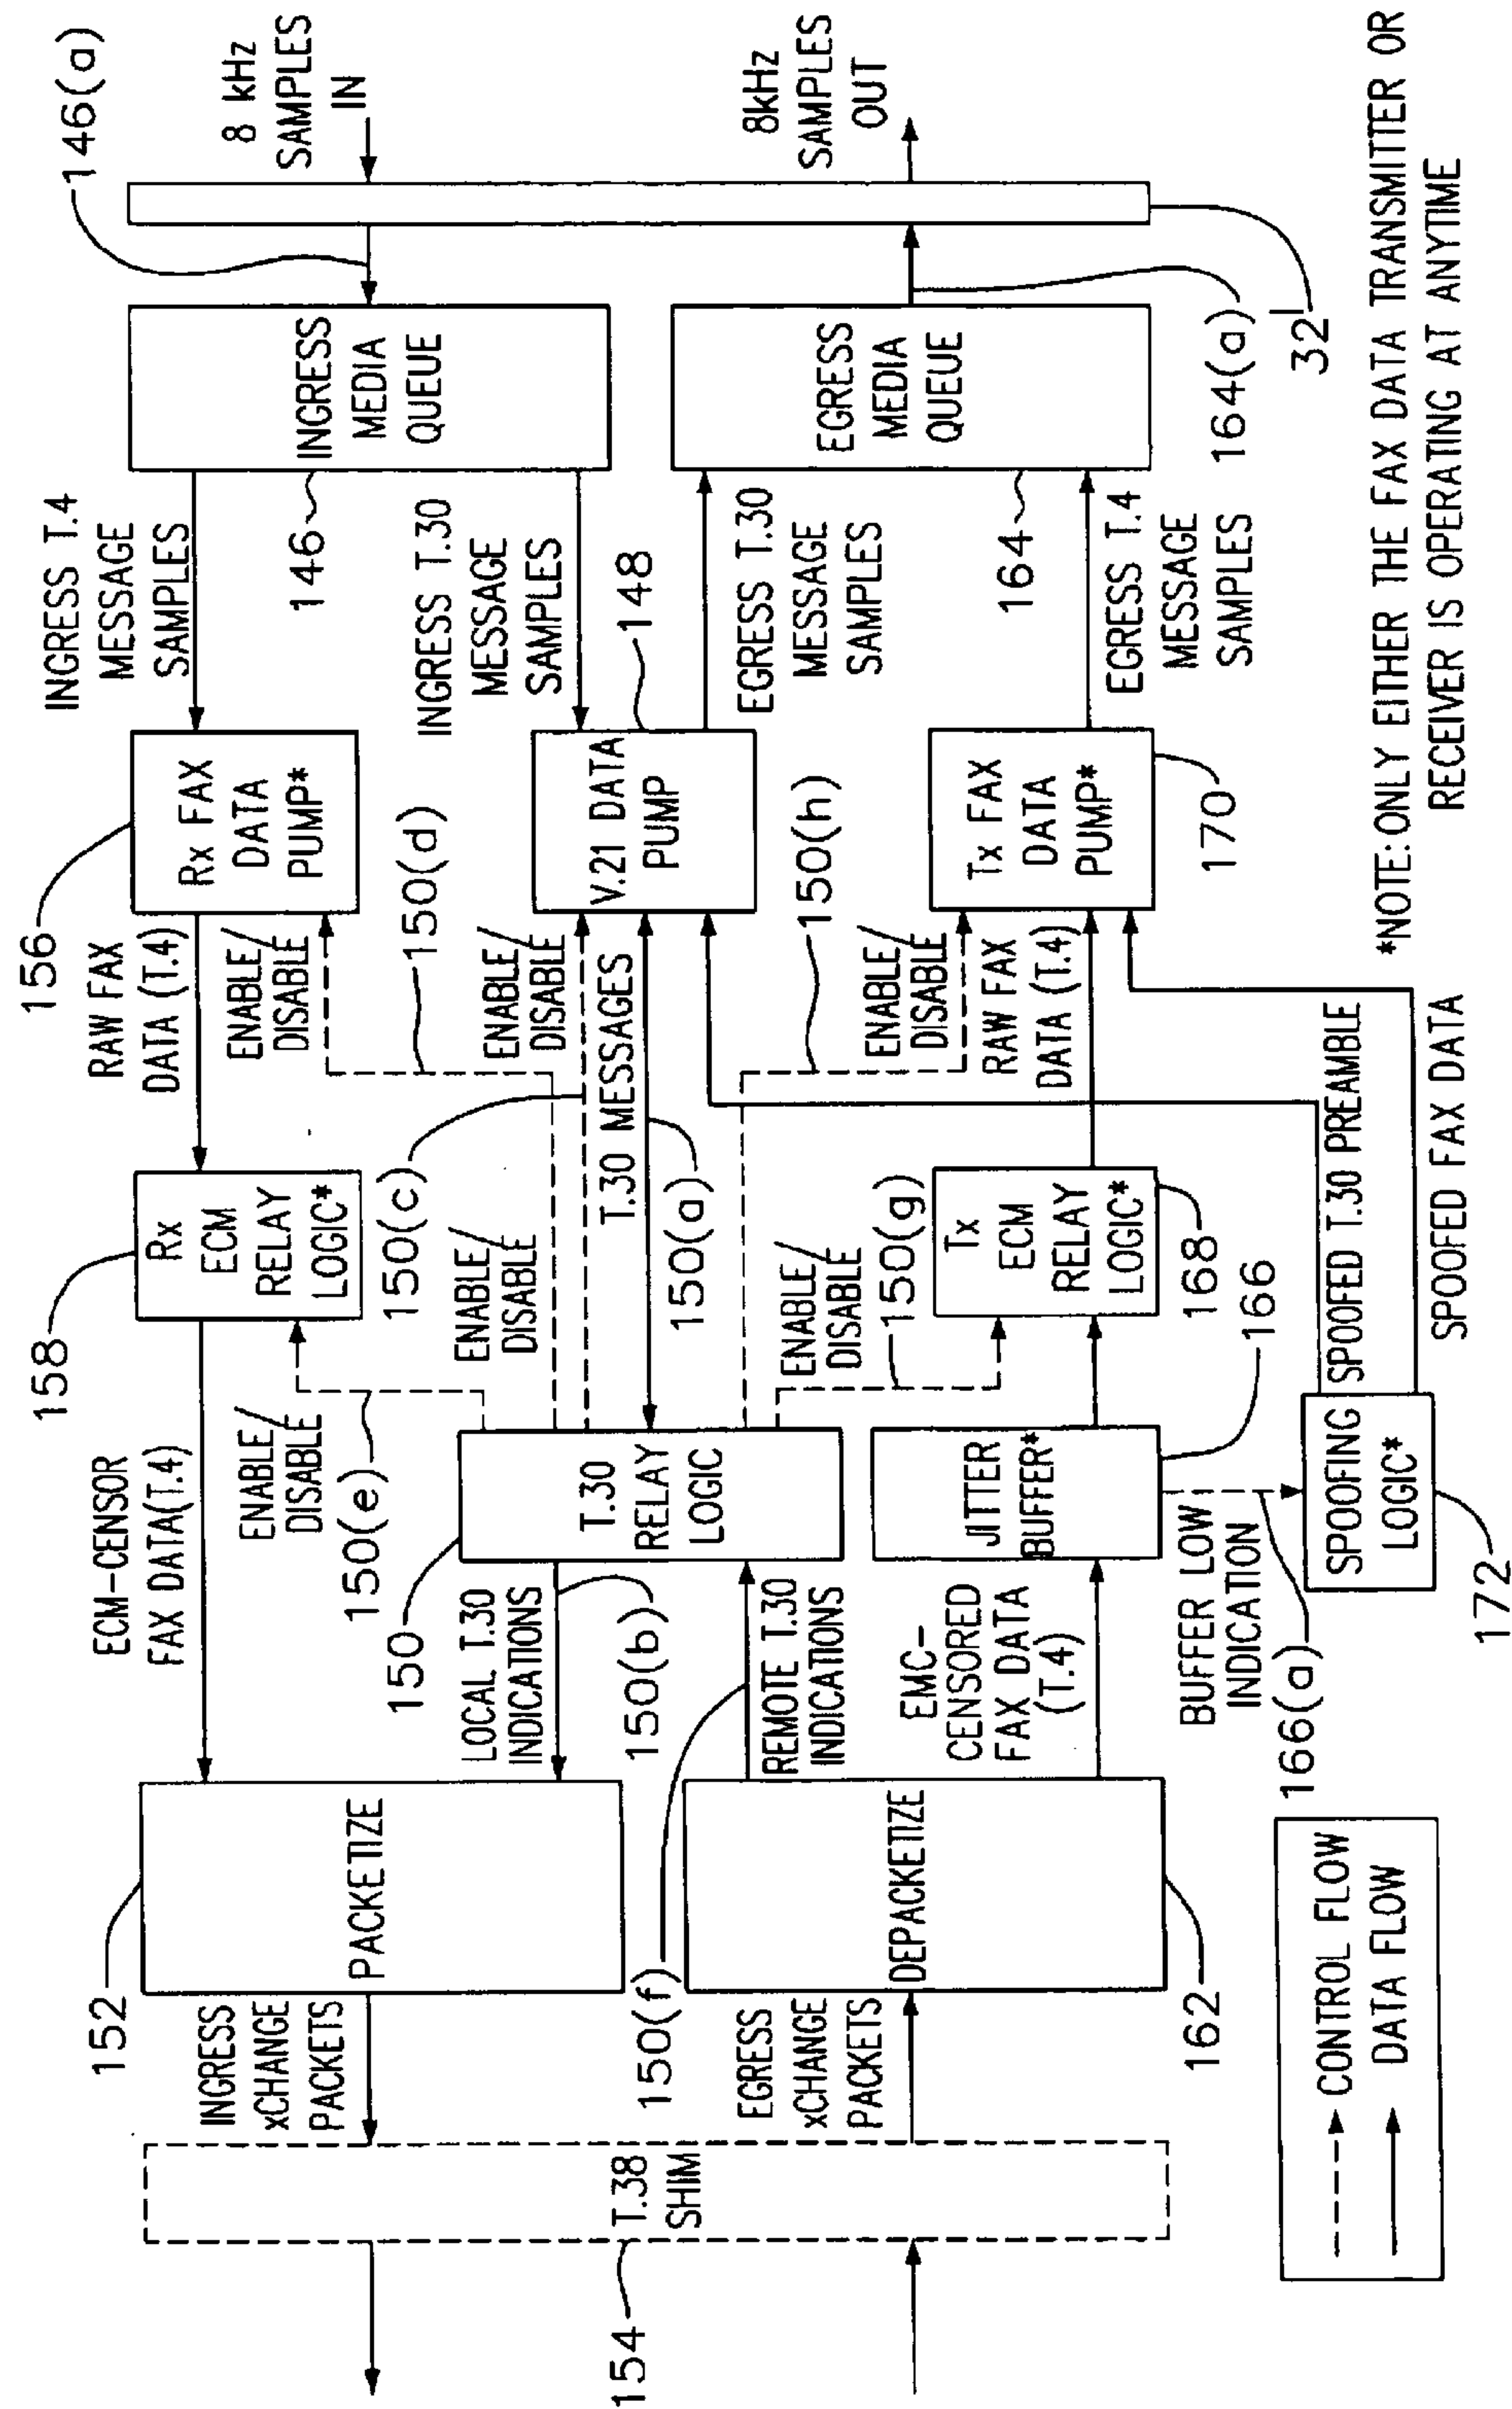 8 kHz
SAMPLES
IN
146(a)
8kHz
SAMPLES
OUT
INGRESS
MEDIA
QUEUE
146
EGRESS
MEDIA
QUEUE
164
164(a)
32'
INGRESS T.4
MESSAGE
SAMPLES
INGRESS T.30
MESSAGE
SAMPLES
148
EGRESS T.30
MESSAGE
SAMPLES
EGRESS T.4
MESSAGE
SAMPLES
156
Rx FAX
DATA
PUMP*
V.21 DATA
PUMP
Tx FAX
DATA
PUMP*
170
RAW FAX
DATA (T.4)
ENABLE/
DISABLE
150(d)
ENABLE/
DISABLE
T.30 MESSAGES
150(h)
ENABLE/
DISABLE
RAW FAX
DATA (T.4)
158
Rx
ECM
RELAY
LOGIC*
150(c)
ENABLE/
DISABLE
150(a)
ENABLE/
DISABLE
150(g)
Tx
ECM
RELAY
LOGIC*
168
166
SPOOFED T.30 PREAMBLE
SPOOFED FAX DATA
ECM-CENSOR
FAX DATA(T.4)
ENABLE/
DISABLE
150(e)
150
T.30
RELAY
LOGIC
JITTER
BUFFER*
SPOOFING
LOGIC*
172
LOCAL T.30
INDICATIONS
150(b)
REMOTE T.30
INDICATIONS
EMC-
CENSORED
FAX DATA
(T.4)
BUFFER LOW
INDICATION
166(a)
152
PACKETIZE
150(f)
DEPACKETIZE
162
INGRESS
xCHANGE
PACKETS
EGRESS
xCHANGE
PACKETS
T.38
SHIM
154
CONTROL FLOW
DATA FLOW
*NOTE: ONLY EITHER THE FAX DATA TRANSMITTER OR
RECEIVER IS OPERATING AT ANYTIME